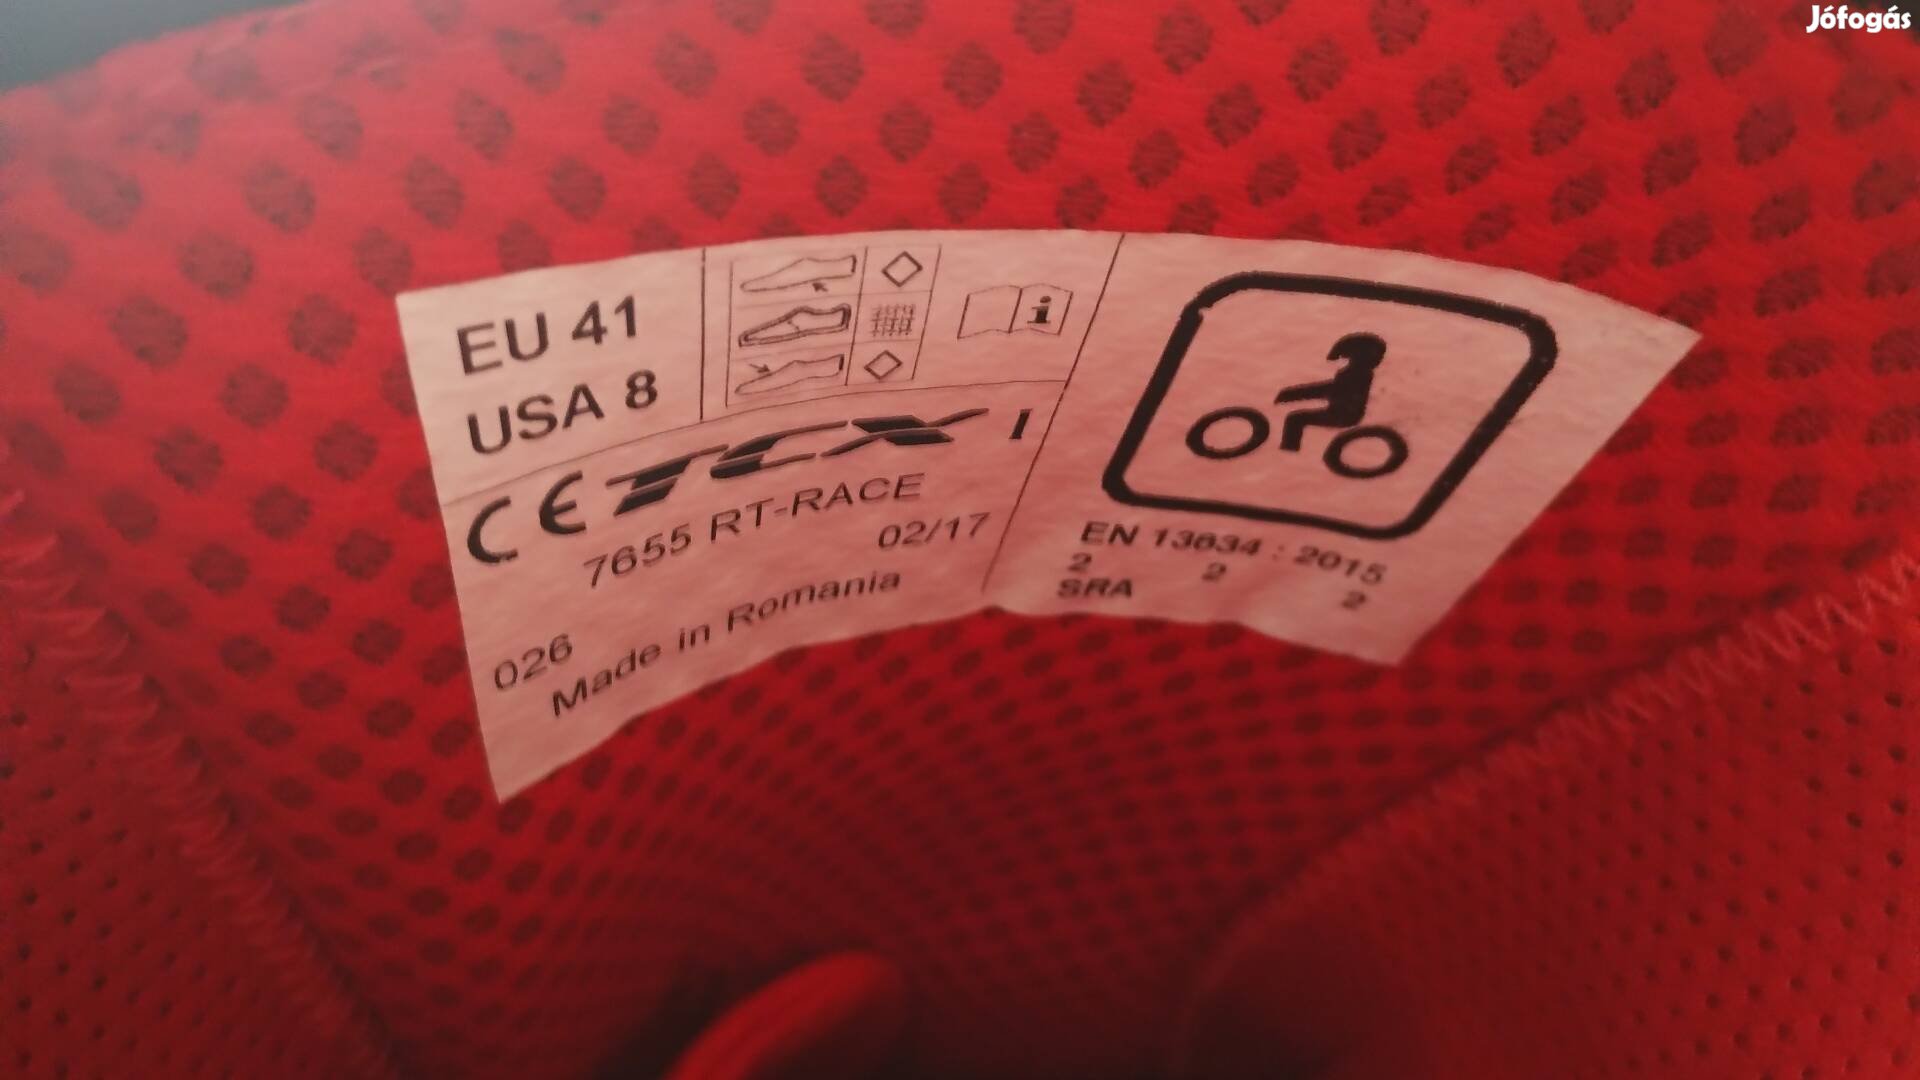 Jófogás
EU 41
USA 8
i
CE TCX I
7655 RT-RACE
02/17
026
Made in Romania
EN 13634 : 2015
2 2 2
SRA